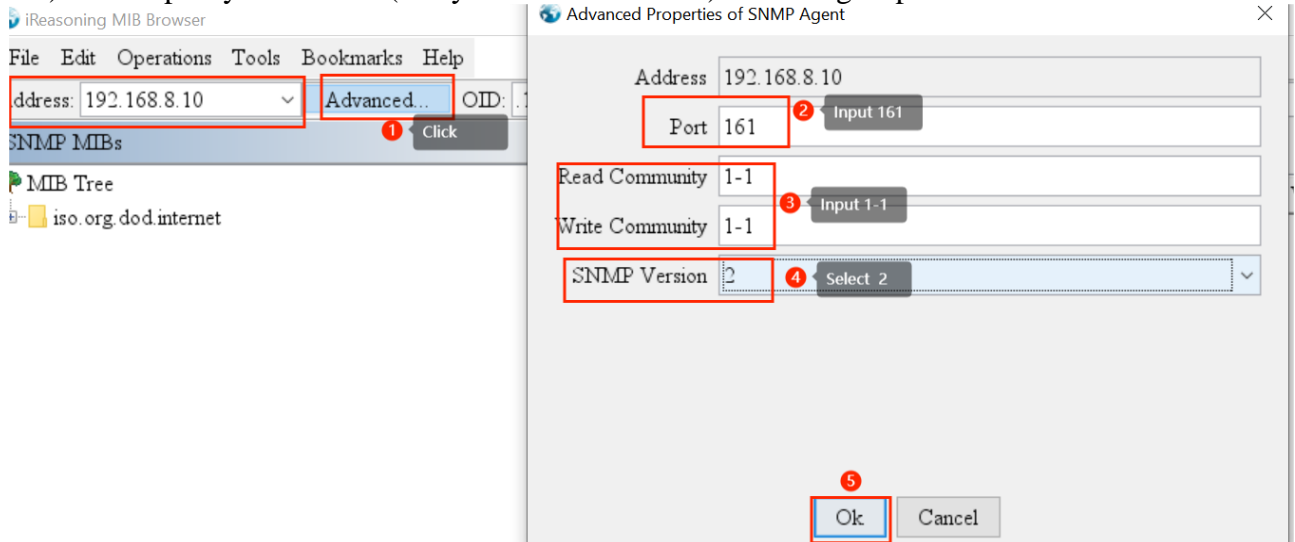 iReasoning MIB Browser
File Edit Operations Tools Bookmarks Help
ddress: 192.168.8.10 Advanced... OID: .1
1 Click
SNMP MIBs
MIB Tree
iso.org.dod.internet
Advanced Properties of SNMP Agent
Address 192.168.8.10
Port 161
2 Input 161
Read Community 1-1
3 Input 1-1
Write Community 1-1
SNMP Version 2
4 Select 2
5
Ok Cancel